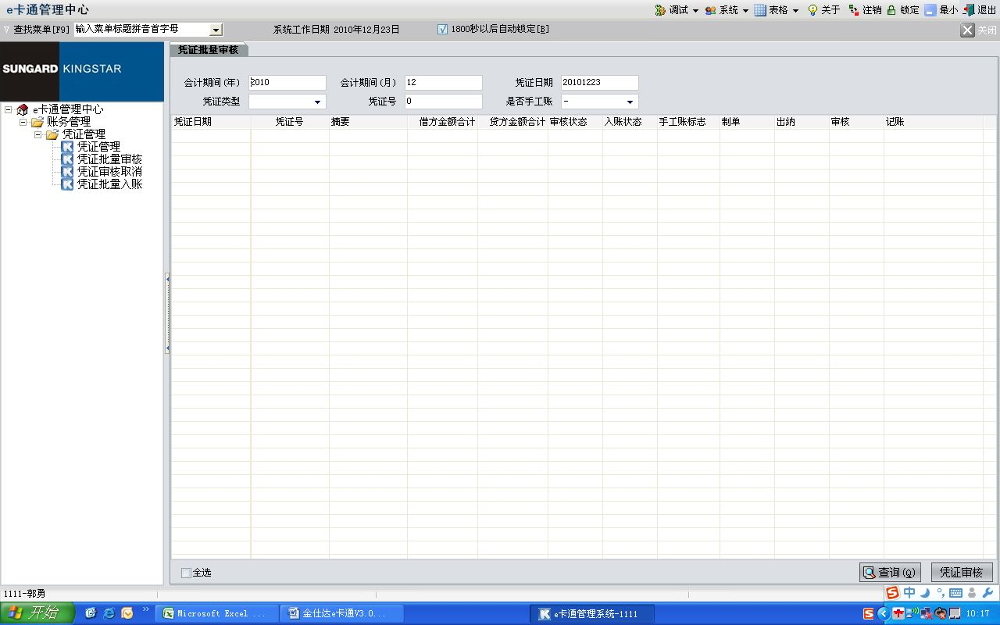 e卡通管理中心 调试 系统 表格 关于 注销 锁定 最小 退出
查找菜单[F9] 输入菜单标题拼音首字母 系统工作日期 2010年12月23日 1800秒以后自动锁定[B] 关闭
SUNGARD KINGSTAR
e卡通管理中心
账务管理
凭证管理
凭证管理
凭证批量审核
凭证审核取消
凭证批量入账
凭证批量审核
会计期间(年) 2010 会计期间(月) 12 凭证日期 20101223
凭证类型 凭证号 0 是否手工账 -
凭证日期 凭证号 摘要 借方金额合计 贷方金额合计 审核状态 入账状态 手工账标志 制单 出纳 审核 记账
全选 查询(Q) 凭证审核
1111-郭勇
中
开始 Microsoft Excel ... 金仕达e卡通V3.0... e卡通管理系统-1111 10:17